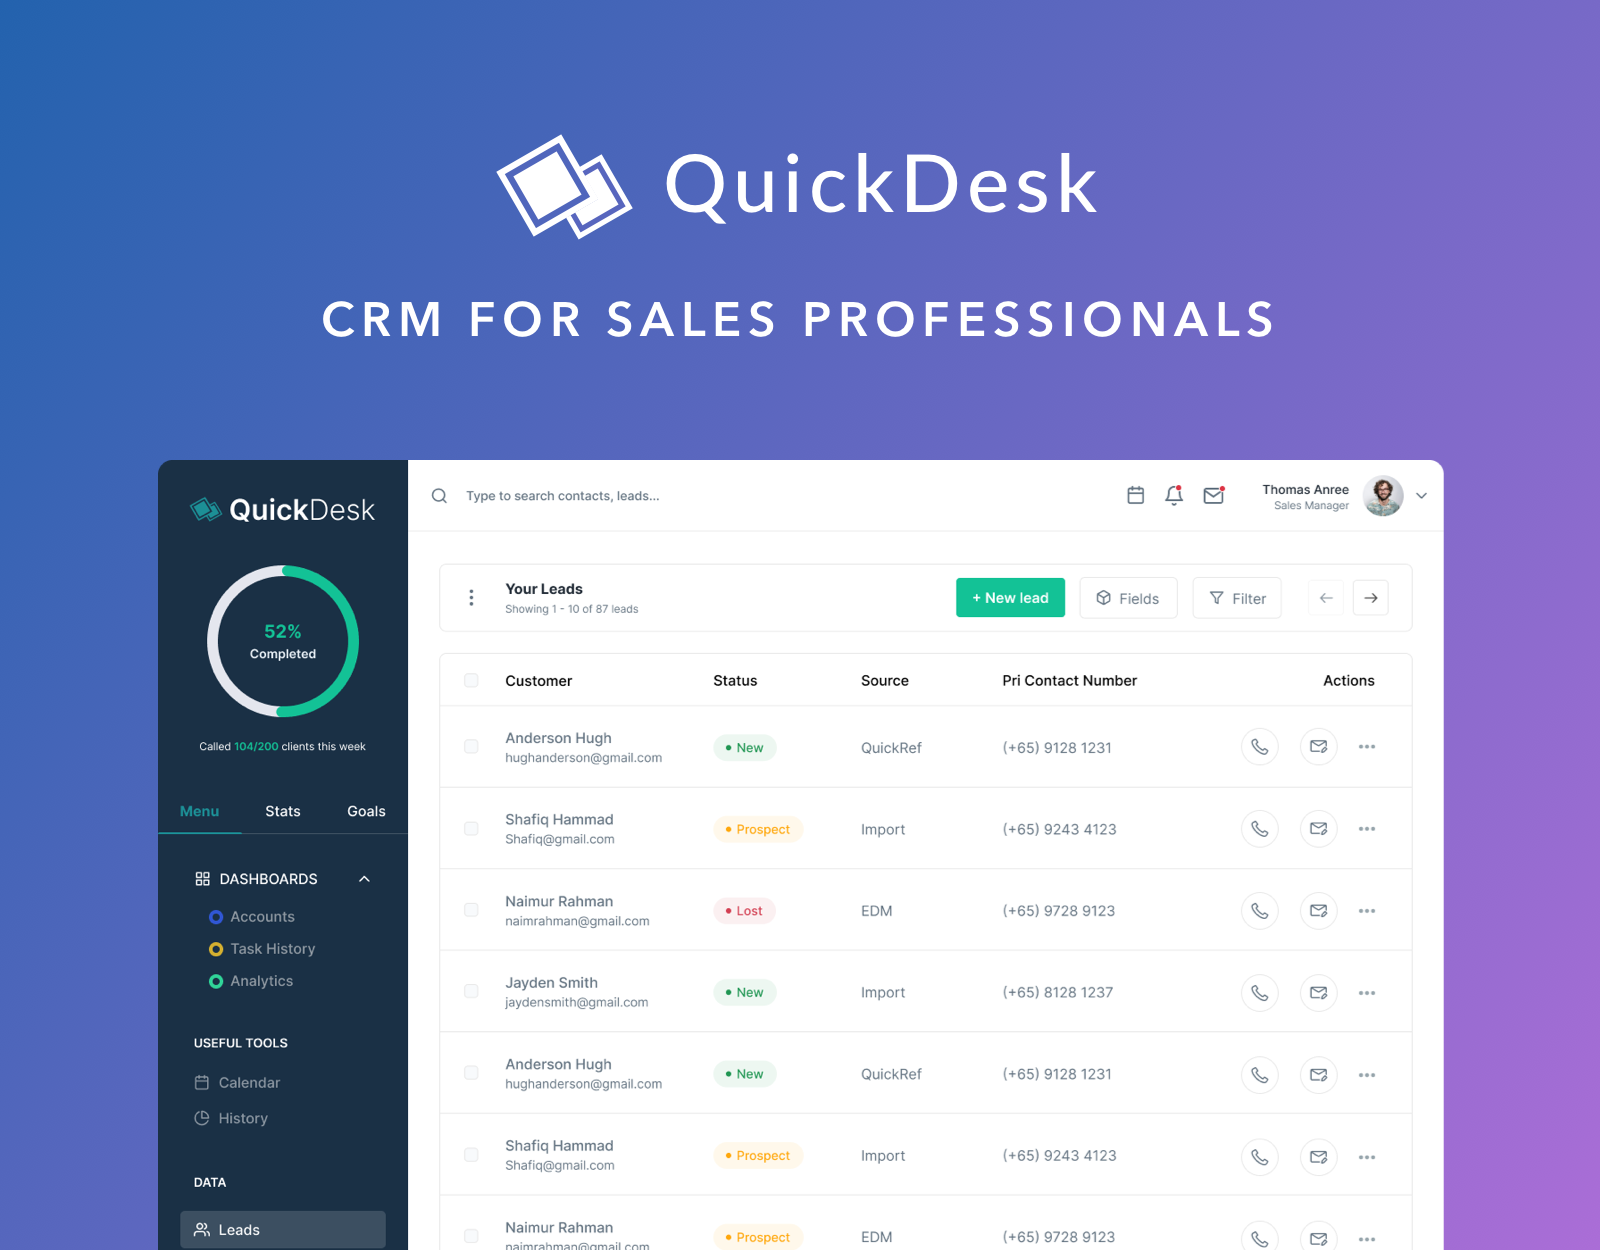 QuickDesk
CRM FOR SALES PROFESSIONALS
QuickDesk
52%
Completed
Called 104/200 clients this week
Menu Stats Goals
DASHBOARDS
Accounts
Task History
Analytics
USEFUL TOOLS
Calendar
History
DATA
Leads
Type to search contacts, leads...
Thomas Anree
Sales Manager
Your Leads
Showing 1 - 10 of 87 leads
+ New lead
Fields
Filter
Customer Status Source Pri Contact Number Actions
Anderson Hugh
hughanderson@gmail.com
New QuickRef (+65) 9128 1231
Shafiq Hammad
Shafiq@gmail.com
Prospect Import (+65) 9243 4123
Naimur Rahman
naimrahman@gmail.com
Lost EDM (+65) 9728 9123
Jayden Smith
jaydensmith@gmail.com
New Import (+65) 8128 1237
Anderson Hugh
hughanderson@gmail.com
New QuickRef (+65) 9128 1231
Shafiq Hammad
Shafiq@gmail.com
Prospect Import (+65) 9243 4123
Naimur Rahman
naimrahman@gmail.com
Prospect EDM (+65) 9728 9123